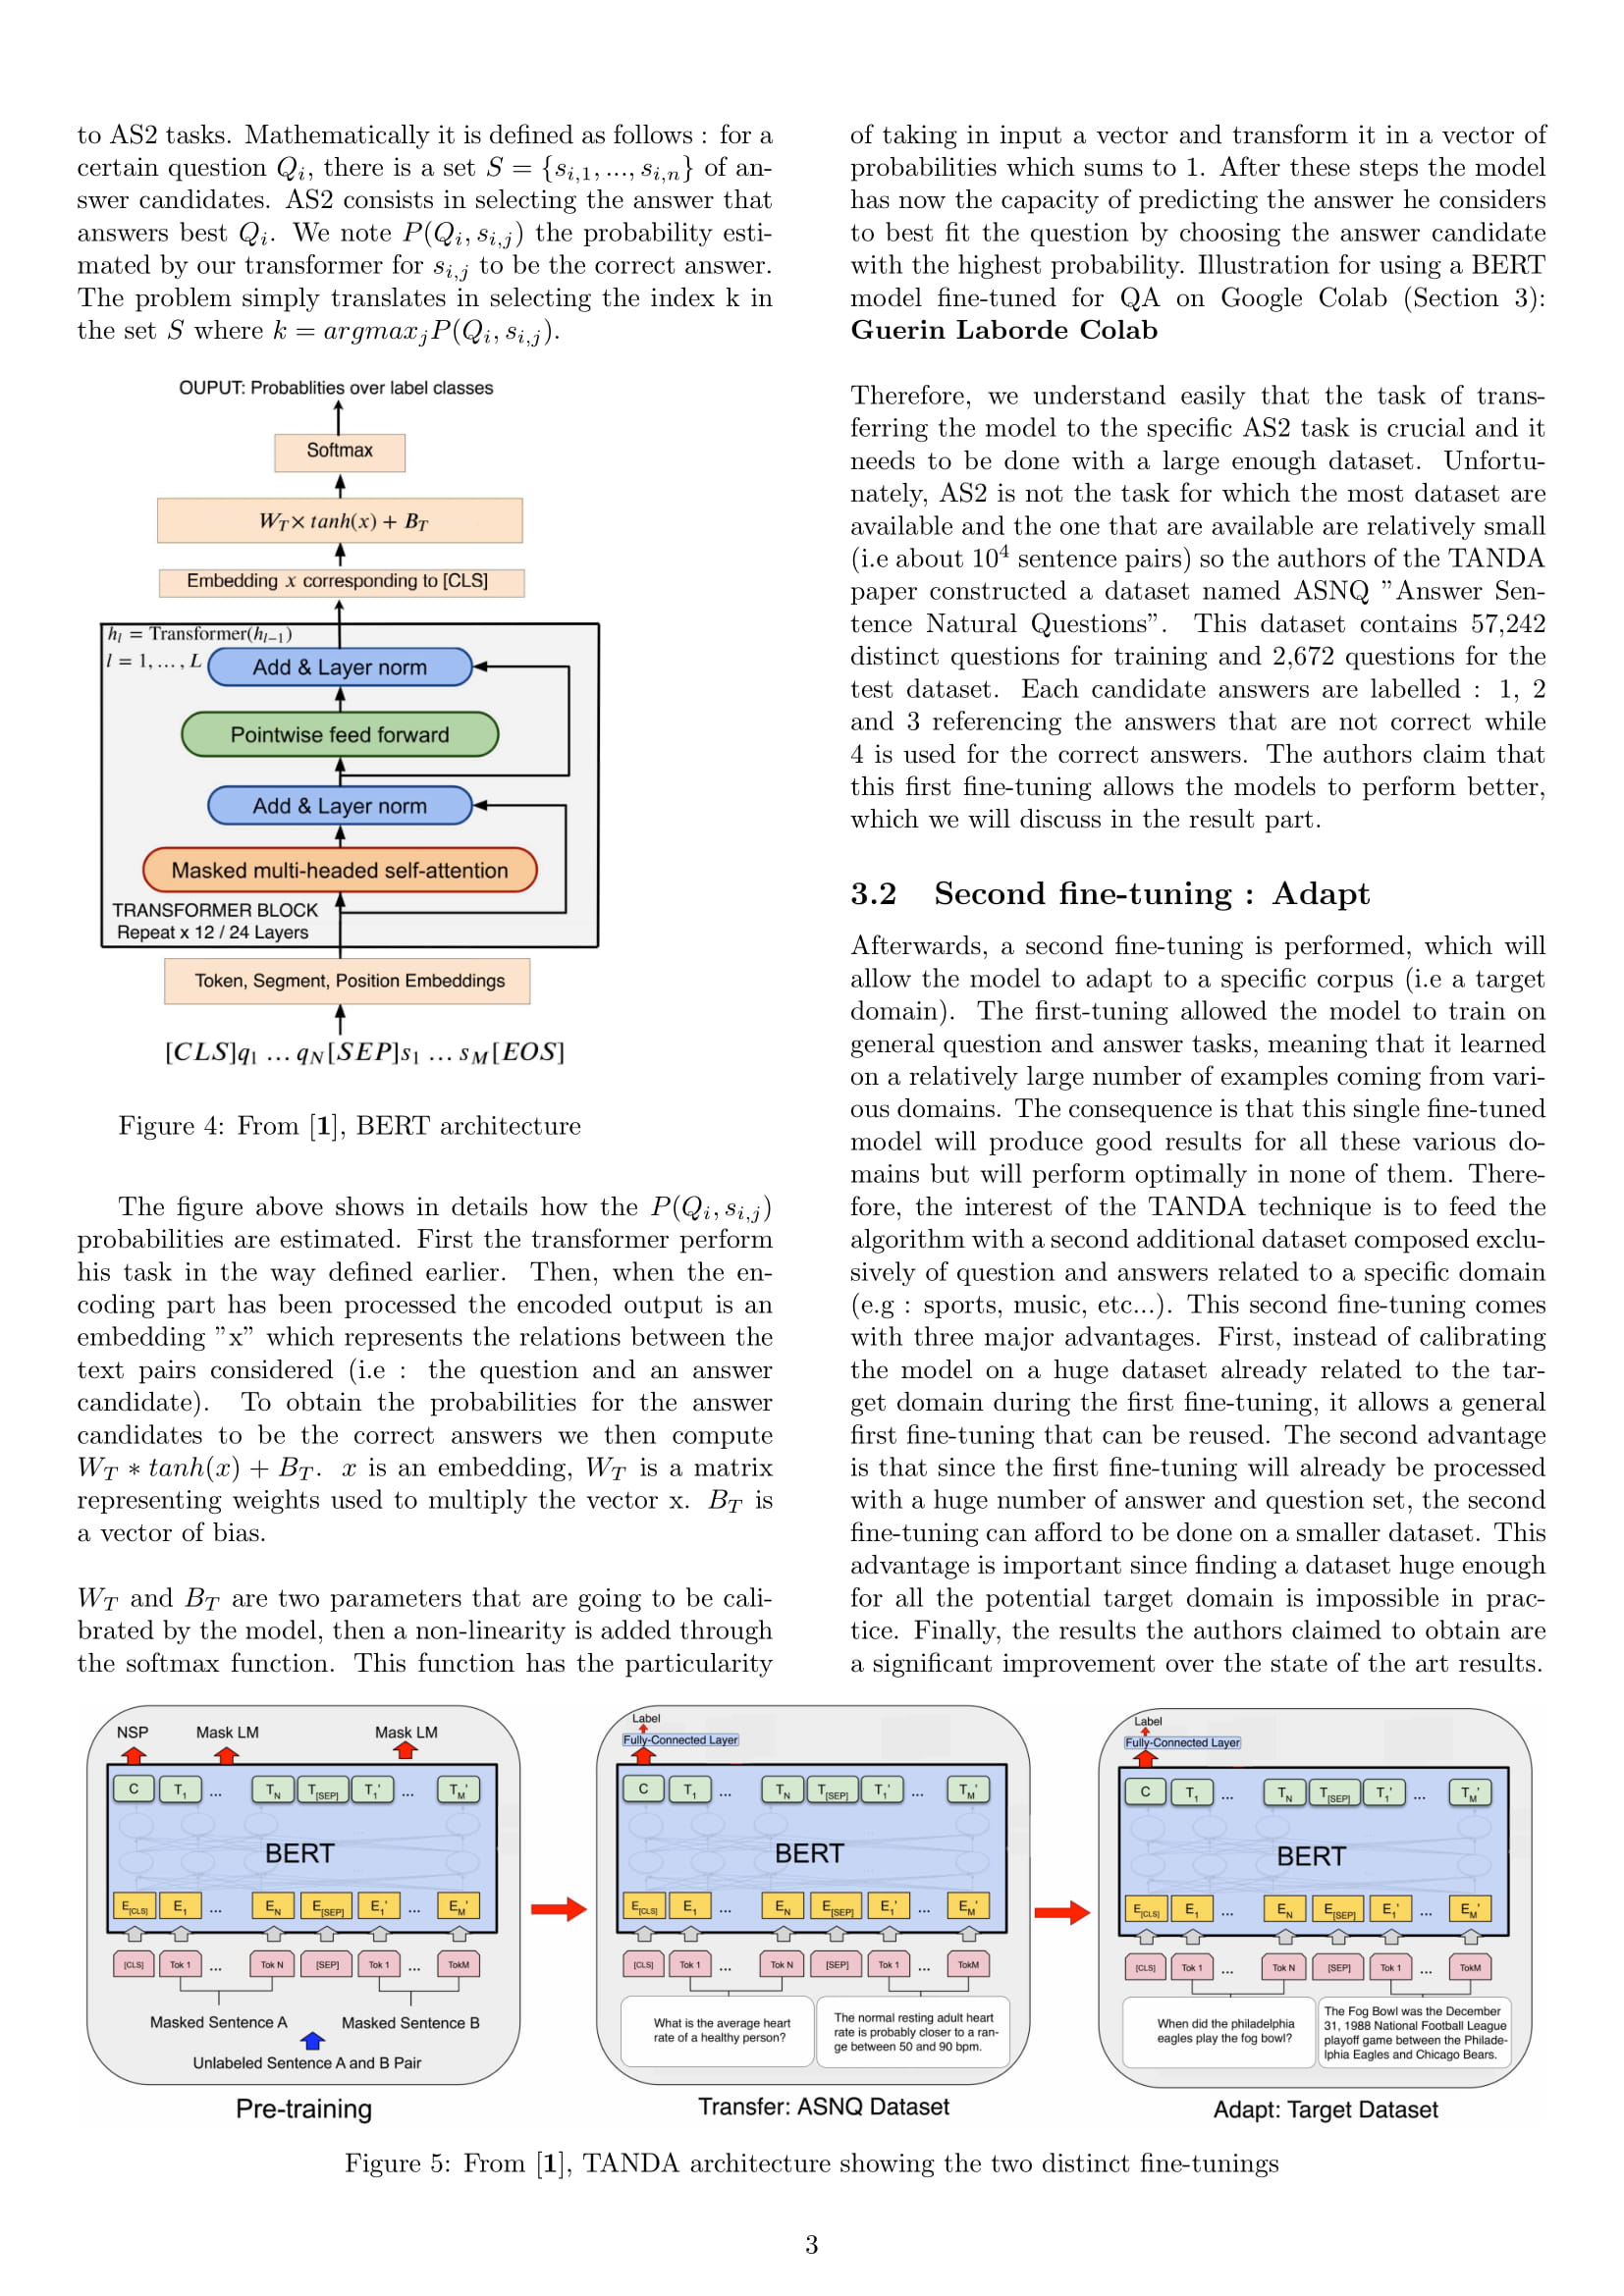 to AS2 tasks. Mathematically it is defined as follows : for a
certain question Q_i, there is a set S = {s_{i,1}, ..., s_{i,n}} of an-
swer candidates. AS2 consists in selecting the answer that
answers best Q_i. We note P(Q_i, s_{i,j}) the probability esti-
mated by our transformer for s_{i,j} to be the correct answer.
The problem simply translates in selecting the index k in
the set S where k = argmax_j P(Q_i, s_{i,j}).
OUPUT: Probablities over label classes
Softmax
W_T × tanh(x) + B_T
Embedding x corresponding to [CLS]
h_l = Transformer(h_{l−1})
l = 1, … , L
Add & Layer norm
Pointwise feed forward
Add & Layer norm
Masked multi-headed self-attention
TRANSFORMER BLOCK
Repeat x 12 / 24 Layers
Token, Segment, Position Embeddings
[CLS]q_1 … q_N[SEP]s_1 … s_M[EOS]
Figure 4: From [1], BERT architecture
The figure above shows in details how the P(Q_i, s_{i,j})
probabilities are estimated. First the transformer perform
his task in the way defined earlier. Then, when the en-
coding part has been processed the encoded output is an
embedding ”x” which represents the relations between the
text pairs considered (i.e : the question and an answer
candidate). To obtain the probabilities for the answer
candidates to be the correct answers we then compute
W_T ∗ tanh(x) + B_T. x is an embedding, W_T is a matrix
representing weights used to multiply the vector x. B_T is
a vector of bias.
W_T and B_T are two parameters that are going to be cali-
brated by the model, then a non-linearity is added through
the softmax function. This function has the particularity
of taking in input a vector and transform it in a vector of
probabilities which sums to 1. After these steps the model
has now the capacity of predicting the answer he considers
to best fit the question by choosing the answer candidate
with the highest probability. Illustration for using a BERT
model fine-tuned for QA on Google Colab (Section 3):
Guerin Laborde Colab
Therefore, we understand easily that the task of trans-
ferring the model to the specific AS2 task is crucial and it
needs to be done with a large enough dataset. Unfortu-
nately, AS2 is not the task for which the most dataset are
available and the one that are available are relatively small
(i.e about 10^4 sentence pairs) so the authors of the TANDA
paper constructed a dataset named ASNQ ”Answer Sen-
tence Natural Questions”. This dataset contains 57,242
distinct questions for training and 2,672 questions for the
test dataset. Each candidate answers are labelled : 1, 2
and 3 referencing the answers that are not correct while
4 is used for the correct answers. The authors claim that
this first fine-tuning allows the models to perform better,
which we will discuss in the result part.
3.2 Second fine-tuning : Adapt
Afterwards, a second fine-tuning is performed, which will
allow the model to adapt to a specific corpus (i.e a target
domain). The first-tuning allowed the model to train on
general question and answer tasks, meaning that it learned
on a relatively large number of examples coming from vari-
ous domains. The consequence is that this single fine-tuned
model will produce good results for all these various do-
mains but will perform optimally in none of them. There-
fore, the interest of the TANDA technique is to feed the
algorithm with a second additional dataset composed exclu-
sively of question and answers related to a specific domain
(e.g : sports, music, etc...). This second fine-tuning comes
with three major advantages. First, instead of calibrating
the model on a huge dataset already related to the tar-
get domain during the first fine-tuning, it allows a general
first fine-tuning that can be reused. The second advantage
is that since the first fine-tuning will already be processed
with a huge number of answer and question set, the second
fine-tuning can afford to be done on a smaller dataset. This
advantage is important since finding a dataset huge enough
for all the potential target domain is impossible in prac-
tice. Finally, the results the authors claimed to obtain are
a significant improvement over the state of the art results.
NSP Mask LM Mask LM
C T_1 ... T_N T_[SEP] T_1' ... T_M'
BERT
E_[CLS] E_1 ... E_N E_[SEP] E_1' ... E_M'
[CLS] Tok 1 ... Tok N [SEP] Tok 1 ... TokM
Masked Sentence A Masked Sentence B
Unlabeled Sentence A and B Pair
Pre-training
Label
Fully-Connected Layer
C T_1 ... T_N T_[SEP] T_1' ... T_M'
BERT
E_[CLS] E_1 ... E_N E_[SEP] E_1' ... E_M'
[CLS] Tok 1 ... Tok N [SEP] Tok 1 ... TokM
What is the average heart
rate of a healthy person?
The normal resting adult heart
rate is probably closer to a ran-
ge between 50 and 90 bpm.
Transfer: ASNQ Dataset
Label
Fully-Connected Layer
C T_1 ... T_N T_[SEP] T_1' ... T_M'
BERT
E_[CLS] E_1 ... E_N E_[SEP] E_1' ... E_M'
[CLS] Tok 1 ... Tok N [SEP] Tok 1 ... TokM
When did the philadelphia
eagles play the fog bowl?
The Fog Bowl was the December
31, 1988 National Football League
playoff game between the Philade-
lphia Eagles and Chicago Bears.
Adapt: Target Dataset
Figure 5: From [1], TANDA architecture showing the two distinct fine-tunings
3